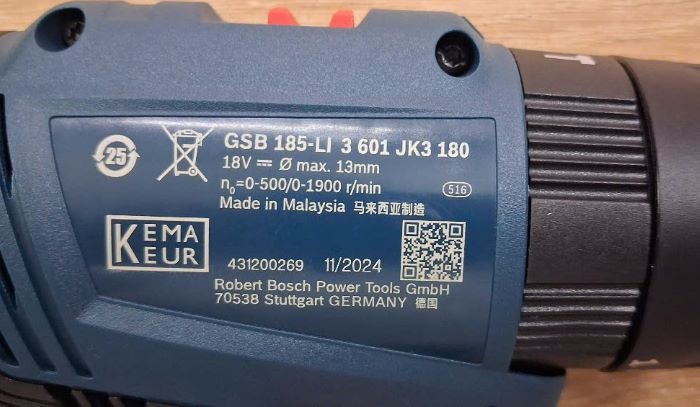 25
GSB 185-LI 3 601 JK3 180
18V ⎓ Ø max. 13mm
n₀=0-500/0-1900 r/min
516
Made in Malaysia 马来西亚制造
KEMA
KEUR
431200269 11/2024
Robert Bosch Power Tools GmbH
70538 Stuttgart GERMANY 德国